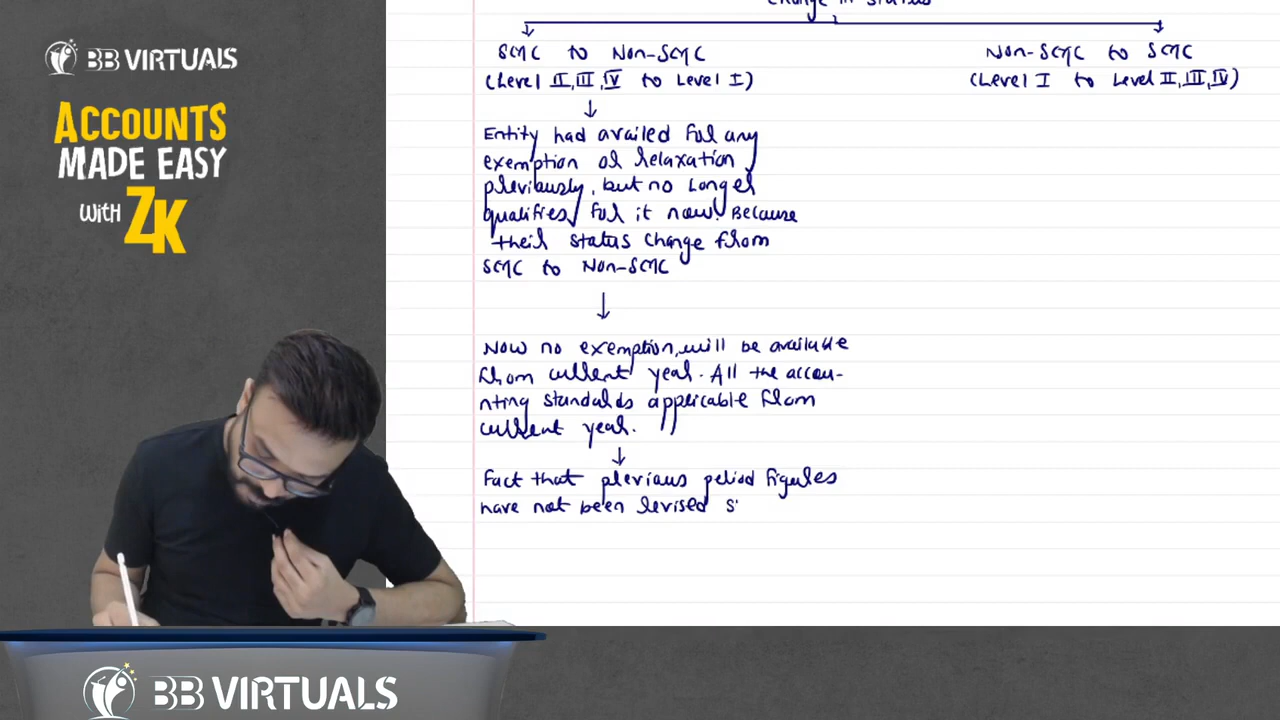 change in status
SMC to Non-SMC
(Level II, III, IV to Level I)
Non-SMC to SMC
(Level I to Level II, III, IV)
Entity had availed for any
exemption or relaxation
previously, but no longer
qualifies for it now. Because
their status change from
SMC to Non-SMC
Now no exemption, will be available
from current year. All the accou-
nting standards applicable from
current year.
Fact that previous period figures
have not been revised s
BB VIRTUALS
ACCOUNTS
MADE EASY
WITH ZK
BB VIRTUALS